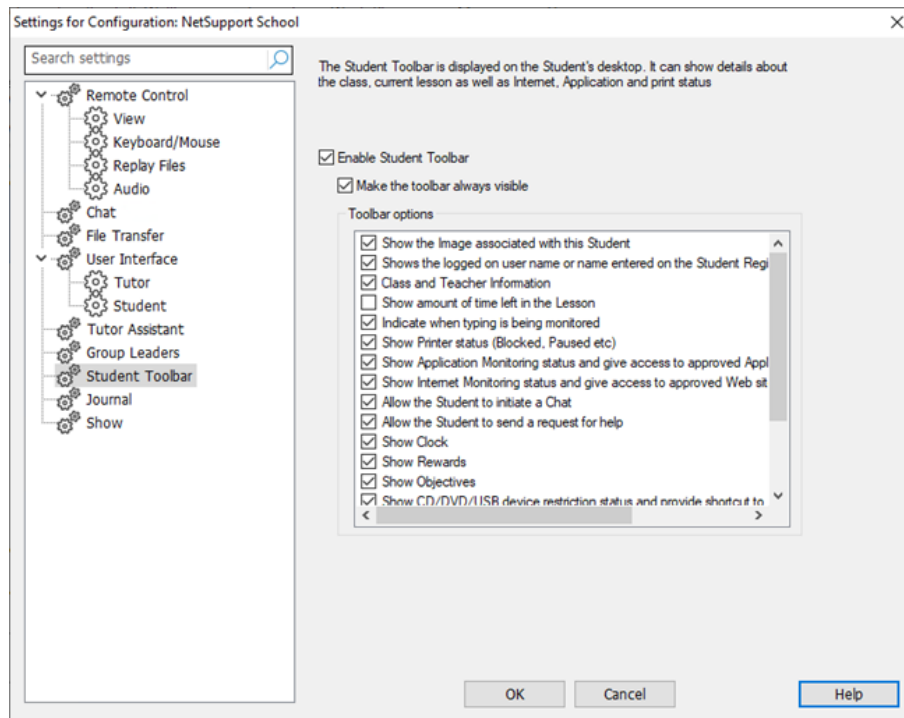 Settings for Configuration: NetSupport School
Search settings
Remote Control
View
Keyboard/Mouse
Replay Files
Audio
Chat
File Transfer
User Interface
Tutor
Student
Tutor Assistant
Group Leaders
Student Toolbar
Journal
Show
The Student Toolbar is displayed on the Student's desktop. It can show details about
the class, current lesson as well as Internet, Application and print status
Enable Student Toolbar
Make the toolbar always visible
Toolbar options
Show the Image associated with this Student
Shows the logged on user name or name entered on the Student Regi
Class and Teacher Information
Show amount of time left in the Lesson
Indicate when typing is being monitored
Show Printer status (Blocked, Paused etc)
Show Application Monitoring status and give access to approved Appl
Show Internet Monitoring status and give access to approved Web sit
Allow the Student to initiate a Chat
Allow the Student to send a request for help
Show Clock
Show Rewards
Show Objectives
Show CD/DVD/USB device restriction status and provide shortcut to
OK
Cancel
Help